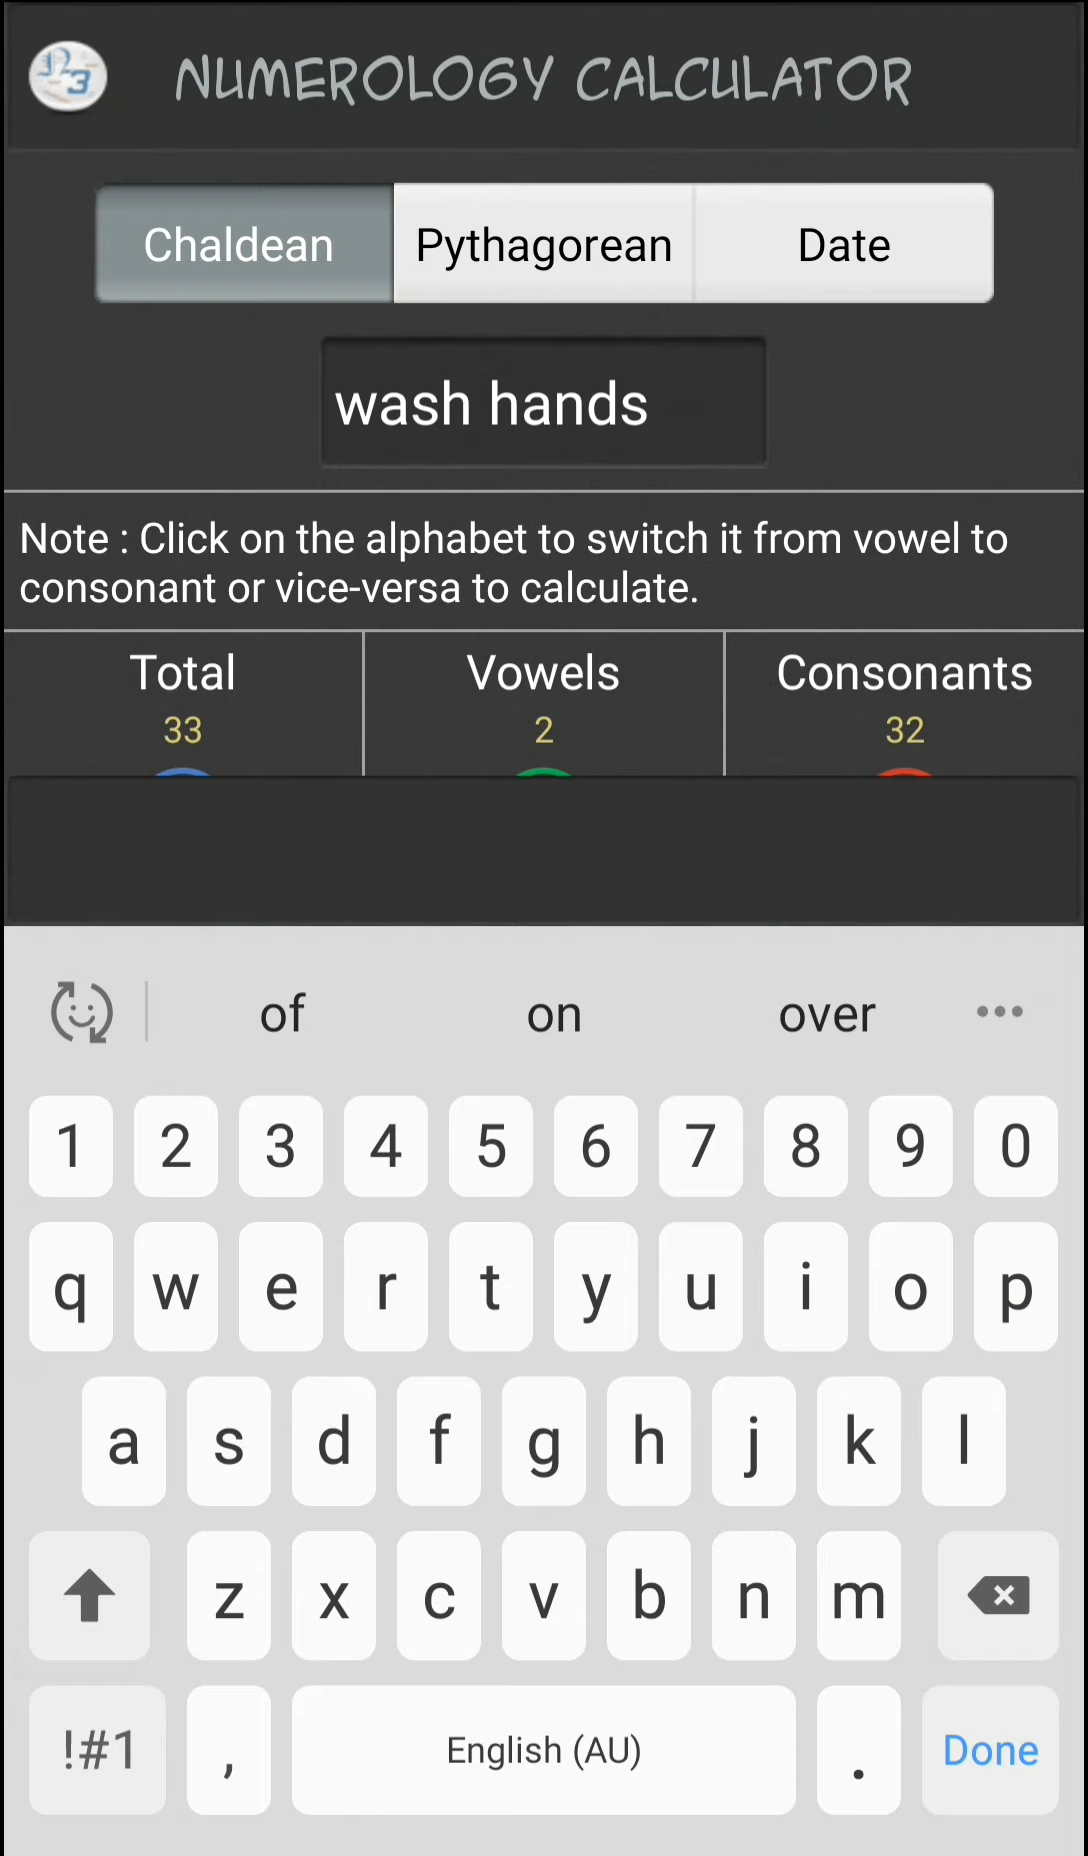 NUMEROLOGY CALCULATOR
Chaldean Pythagorean Date
wash hands
Note : Click on the alphabet to switch it from vowel to
consonant or vice-versa to calculate.
Total Vowels Consonants
33 2 32
of on over •••
1 2 3 4 5 6 7 8 9 0
q w e r t y u i o p
a s d f g h j k l
z x c v b n m
!#1 , English (AU) . Done